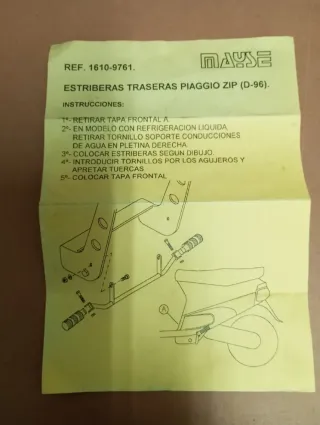 MAYSE
REF. 1610-9761.
ESTRIBERAS TRASERAS PIAGGIO ZIP (D-96).
INSTRUCCIONES:
1º- RETIRAR TAPA FRONTAL A.
2º- EN MODELO CON REFRIGERACION LIQUIDA,
RETIRAR TORNILLO SOPORTE CONDUCCIONES
DE AGUA EN PLETINA DERECHA.
3º- COLOCAR ESTRIBERAS SEGUN DIBUJO.
4º- INTRODUCIR TORNILLOS POR LOS AGUJEROS Y
APRETAR TUERCAS
5º- COLOCAR TAPA FRONTAL
A